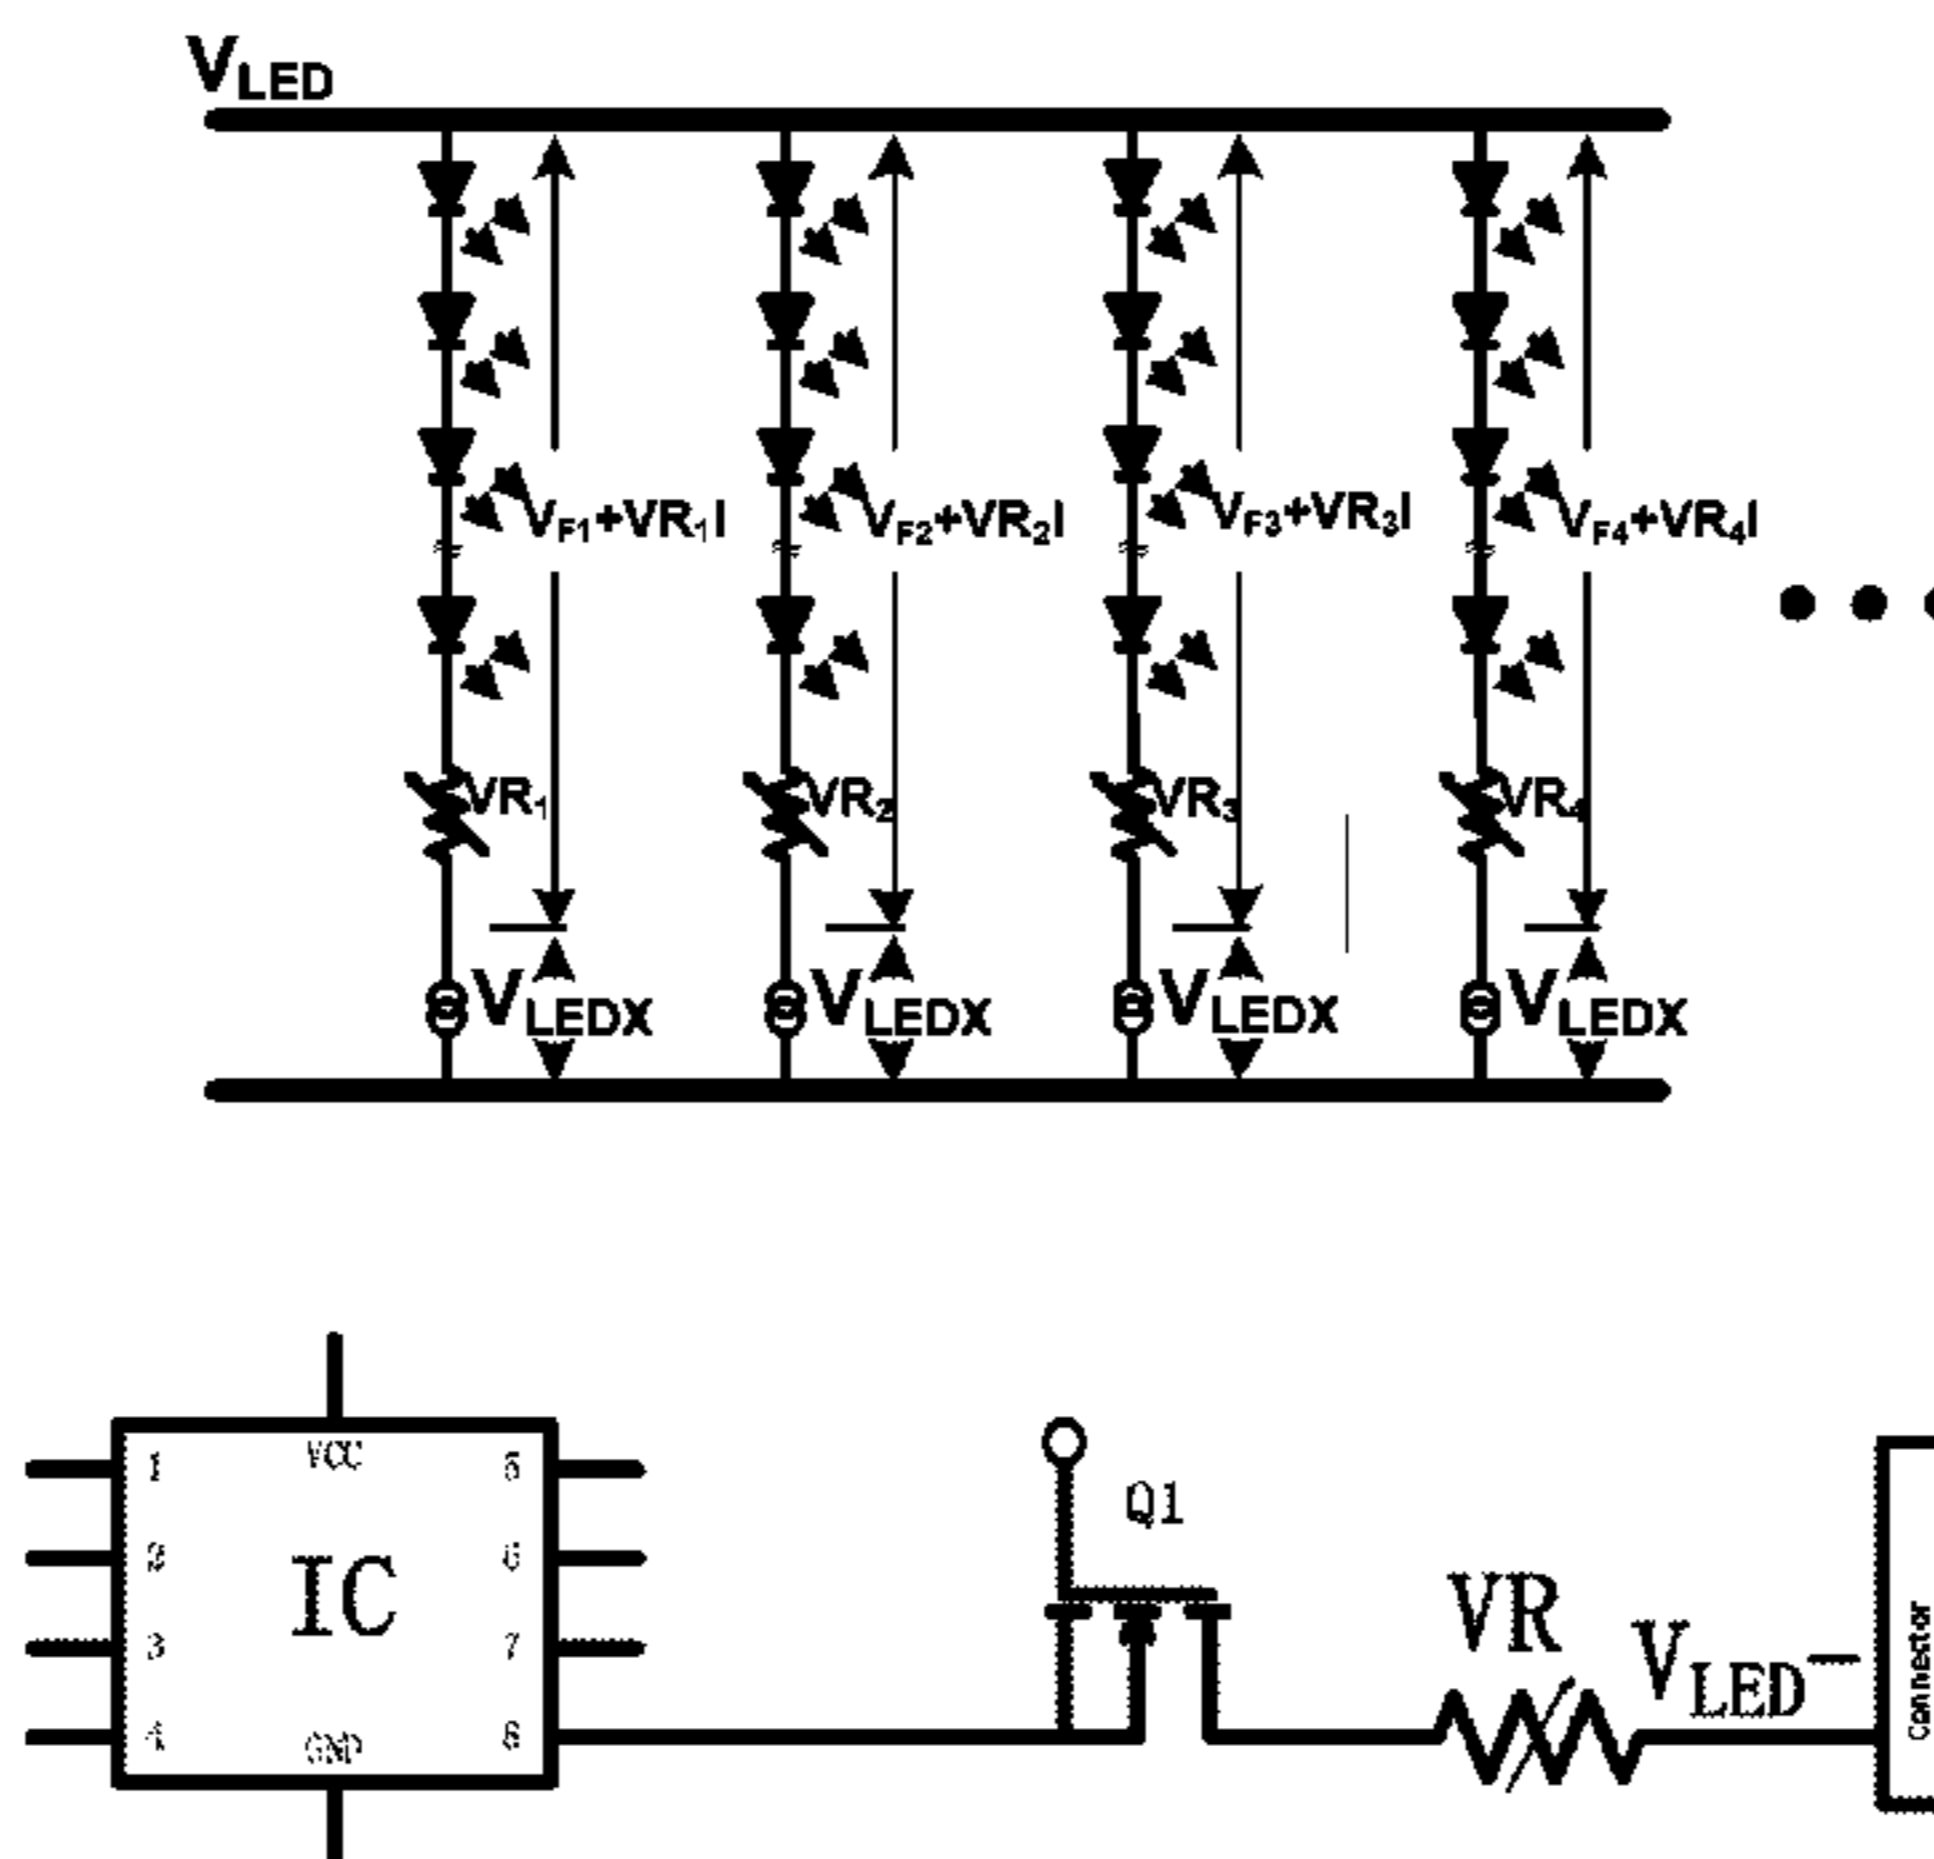 VLED
VF1+VR1I VF2+VR2I VF3+VR3I VF4+VR4I
VR1 VR2 VR3 VR4
VLEDX VLEDX VLEDX VLEDX
VCC
1 5
Q1
2 6
IC
VR
3 7
VLED-
Connector
4 8
GND